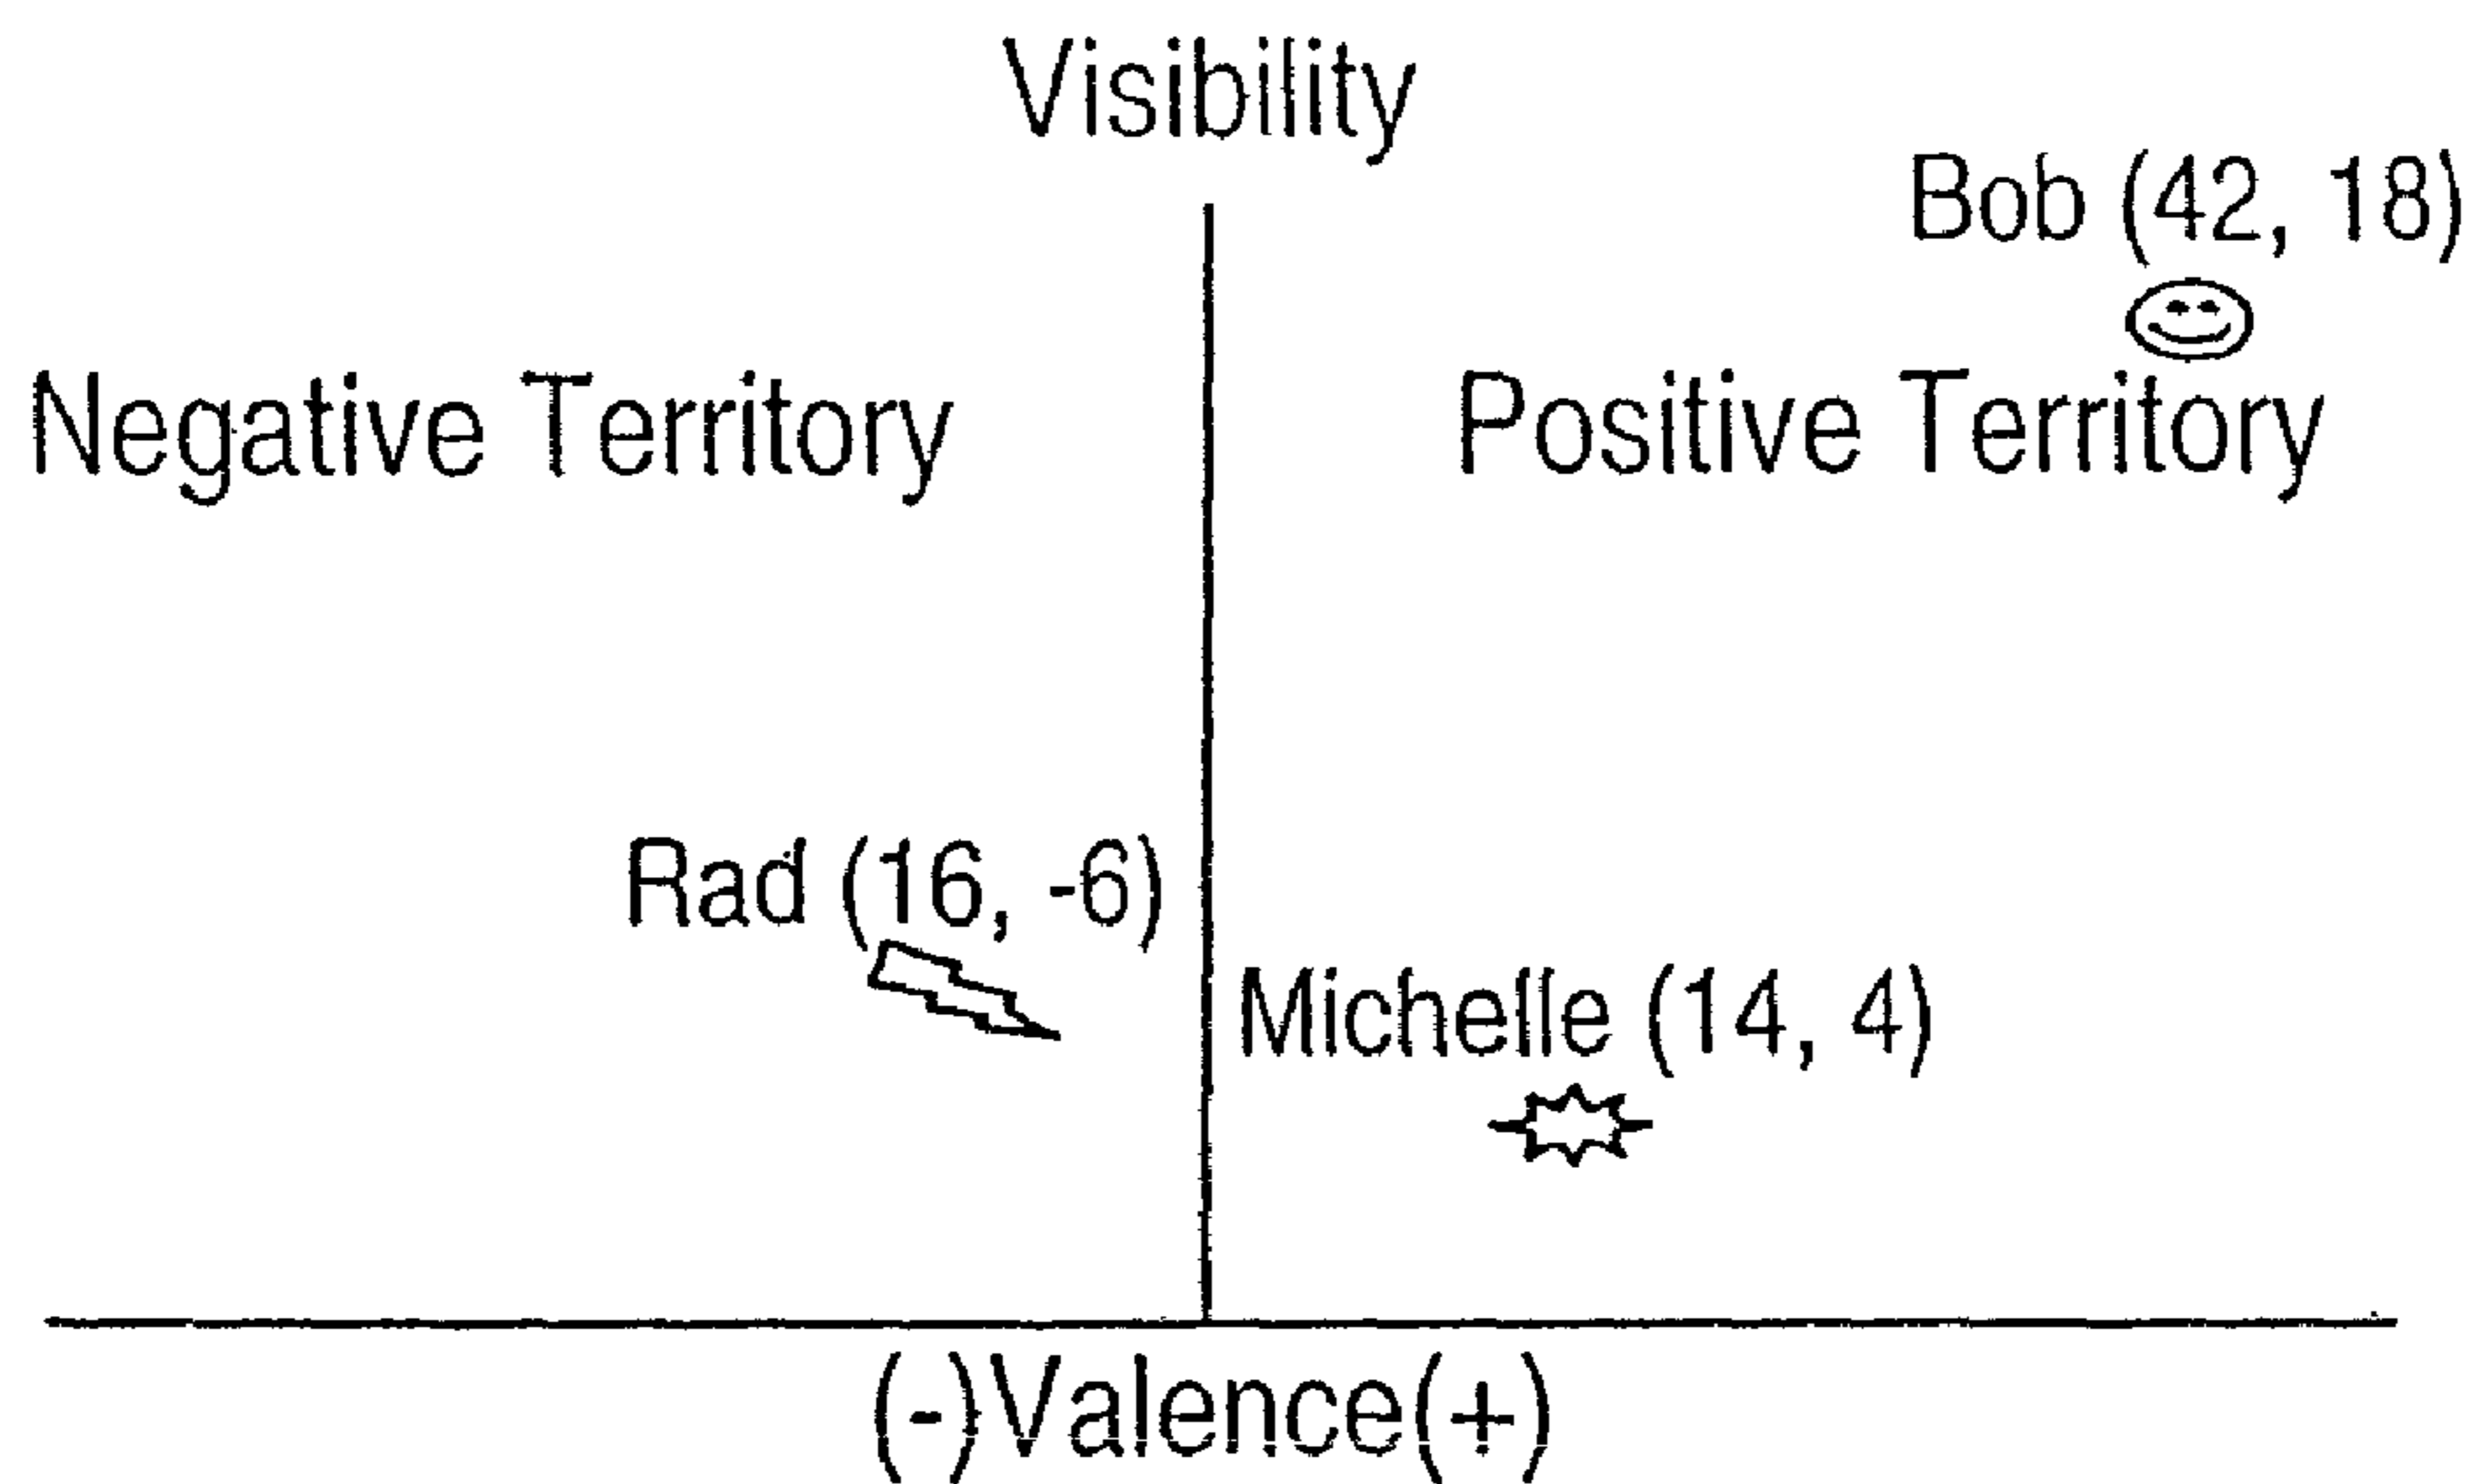 Visibility
Bob (42, 18)
Negative Territory
Positive Territory
Rad (16, -6)
Michelle (14, 4)
(-)Valence(+)